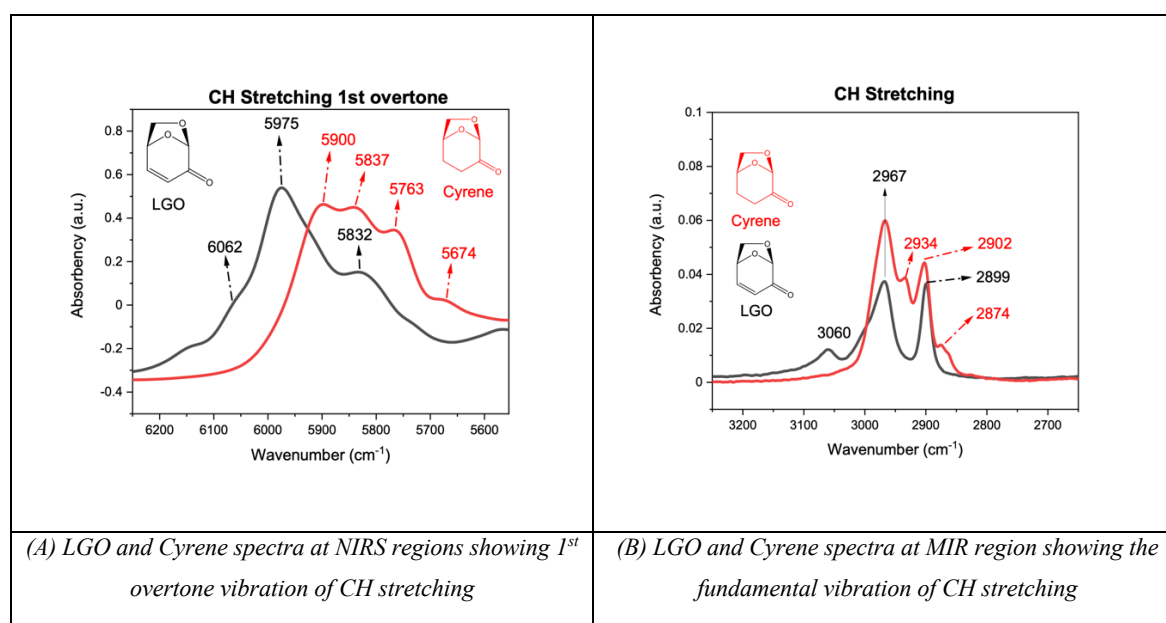 CH Stretching 1st overtone
0.8
0.6
0.4
0.2
0
-0.2
-0.4
Absorbency (a.u.)
O
O
O
LGO
5975
5900
5837
5763
5674
6062
5832
O
O
O
Cyrene
6200 6100 6000 5900 5800 5700 5600
Wavenumber (cm-1)
CH Stretching
0.1
0.08
0.06
0.04
0.02
0
Absorbency (a.u.)
O
O
O
Cyrene
O
O
O
LGO
2967
2934
2902
2899
2874
3060
3200 3100 3000 2900 2800 2700
Wavenumber (cm-1)
(A) LGO and Cyrene spectra at NIRS regions showing 1st
overtone vibration of CH stretching
(B) LGO and Cyrene spectra at MIR region showing the
fundamental vibration of CH stretching